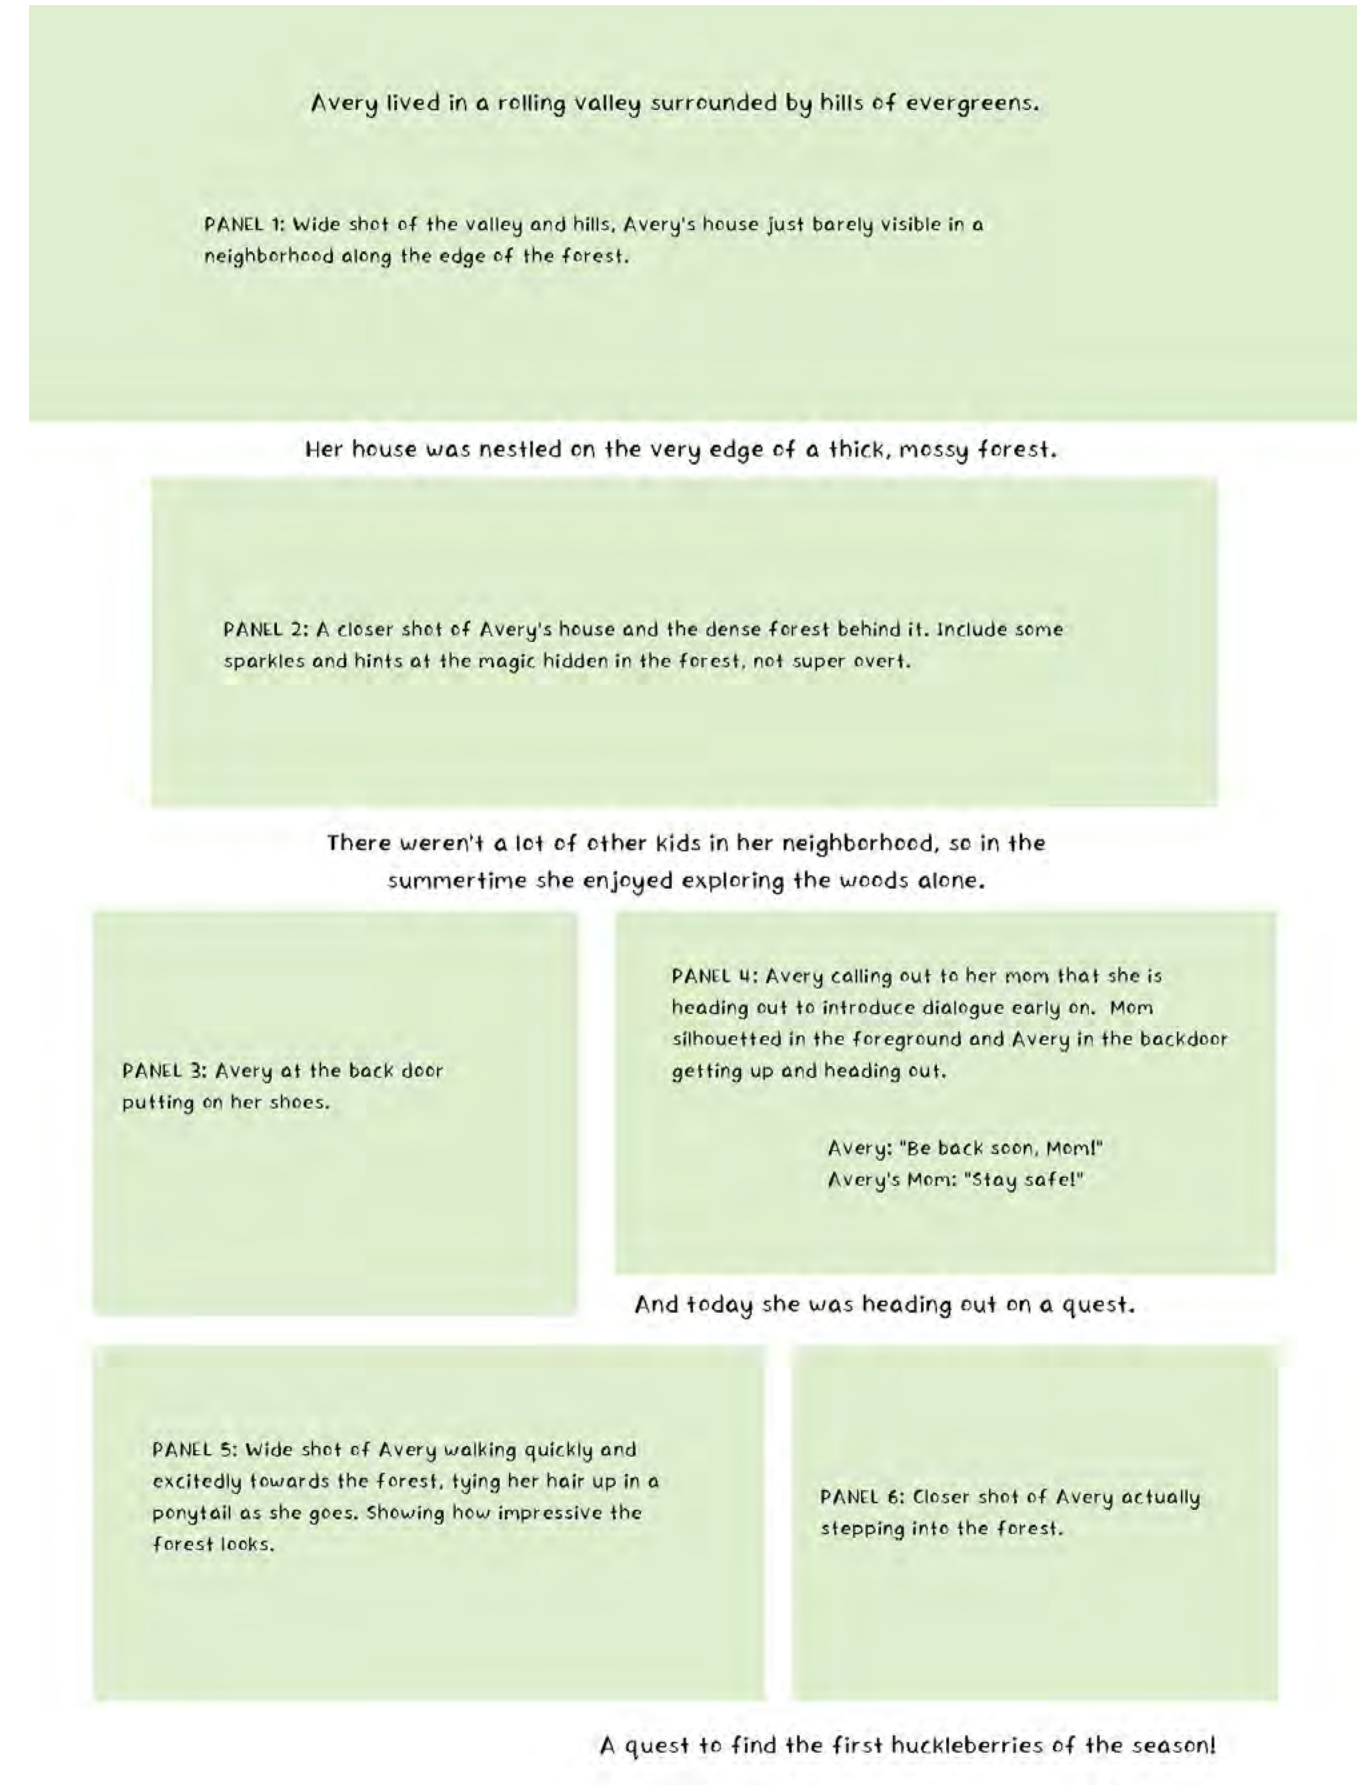 Avery lived in a rolling valley surrounded by hills of evergreens.
PANEL 1: Wide shot of the valley and hills, Avery's house just barely visible in a
neighborhood along the edge of the forest.
Her house was nestled on the very edge of a thick, mossy forest.
PANEL 2: A closer shot of Avery's house and the dense forest behind it. Include some
sparkles and hints at the magic hidden in the forest, not super overt.
There weren't a lot of other kids in her neighborhood, so in the
summertime she enjoyed exploring the woods alone.
PANEL 3: Avery at the back door
putting on her shoes.
PANEL 4: Avery calling out to her mom that she is
heading out to introduce dialogue early on. Mom
silhouetted in the foreground and Avery in the backdoor
getting up and heading out.
Avery: "Be back soon, Mom!"
Avery's Mom: "Stay safe!"
And today she was heading out on a quest.
PANEL 5: Wide shot of Avery walking quickly and
excitedly towards the forest, tying her hair up in a
ponytail as she goes. Showing how impressive the
forest looks.
PANEL 6: Closer shot of Avery actually
stepping into the forest.
A quest to find the first huckleberries of the season!